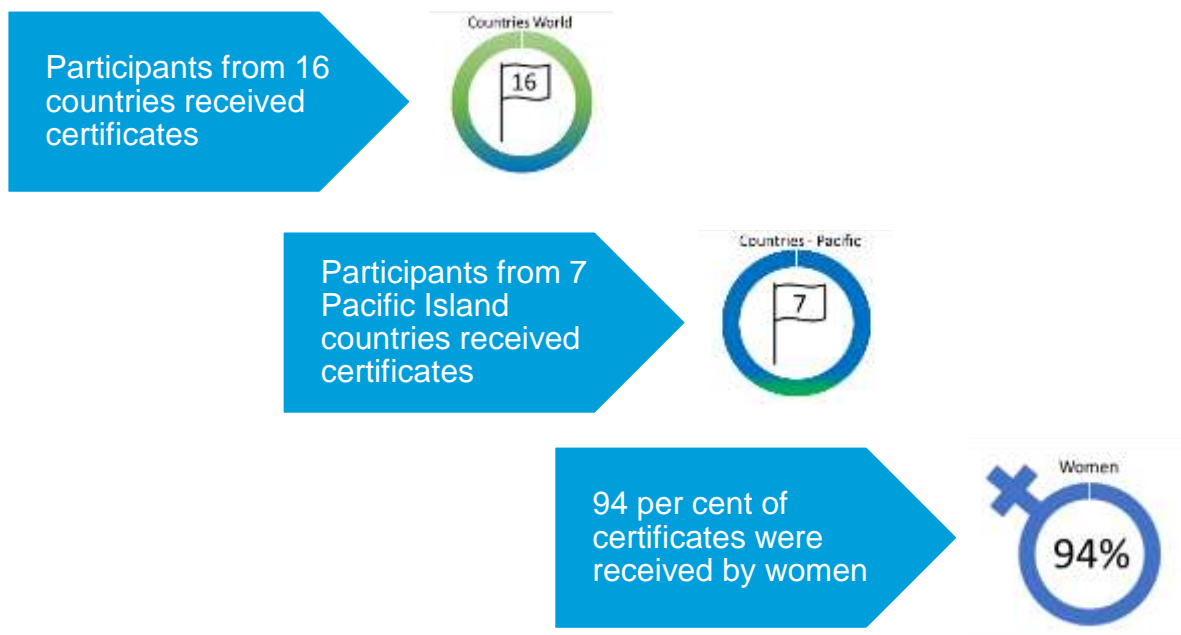 Countries World
16
Participants from 16
countries received
certificates
Countries - Pacific
7
Participants from 7
Pacific Island
countries received
certificates
Women
94%
94 per cent of
certificates were
received by women